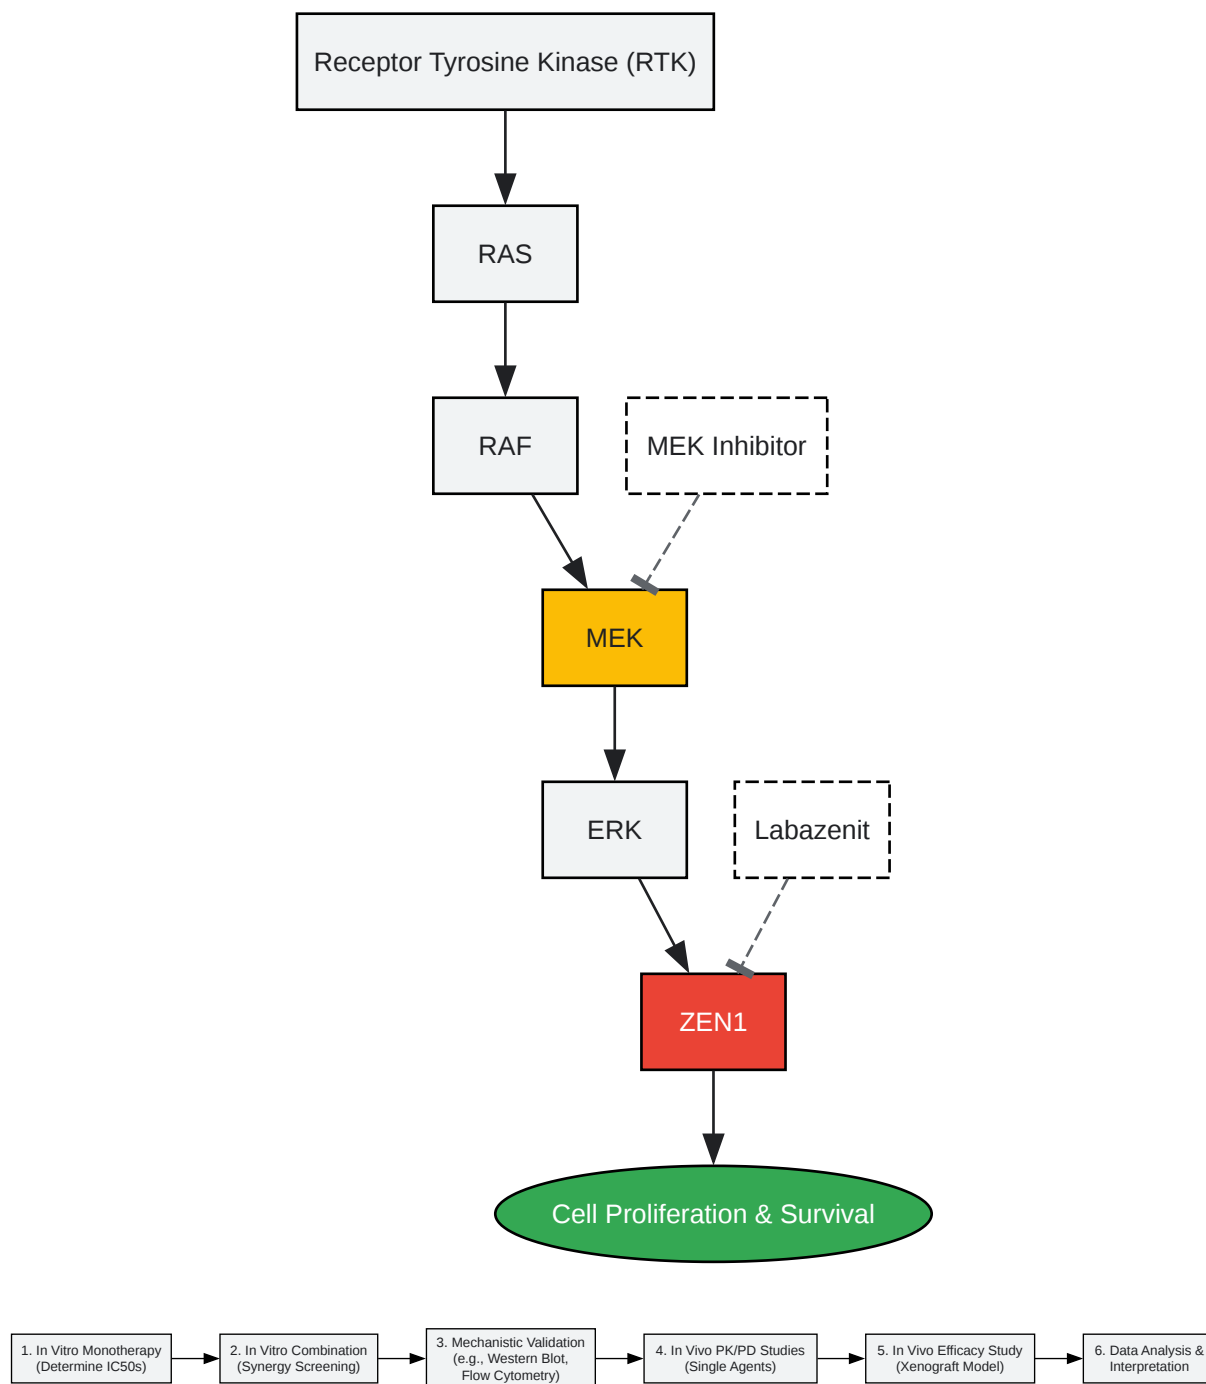 Receptor Tyrosine Kinase (RTK)
RAS
RAF
MEK Inhibitor
MEK
ERK
Labazenit
ZEN1
Cell Proliferation & Survival
1. In Vitro Monotherapy
(Determine IC50s)
2. In Vitro Combination
(Synergy Screening)
3. Mechanistic Validation
(e.g., Western Blot,
Flow Cytometry)
4. In Vivo PK/PD Studies
(Single Agents)
5. In Vivo Efficacy Study
(Xenograft Model)
6. Data Analysis &
Interpretation